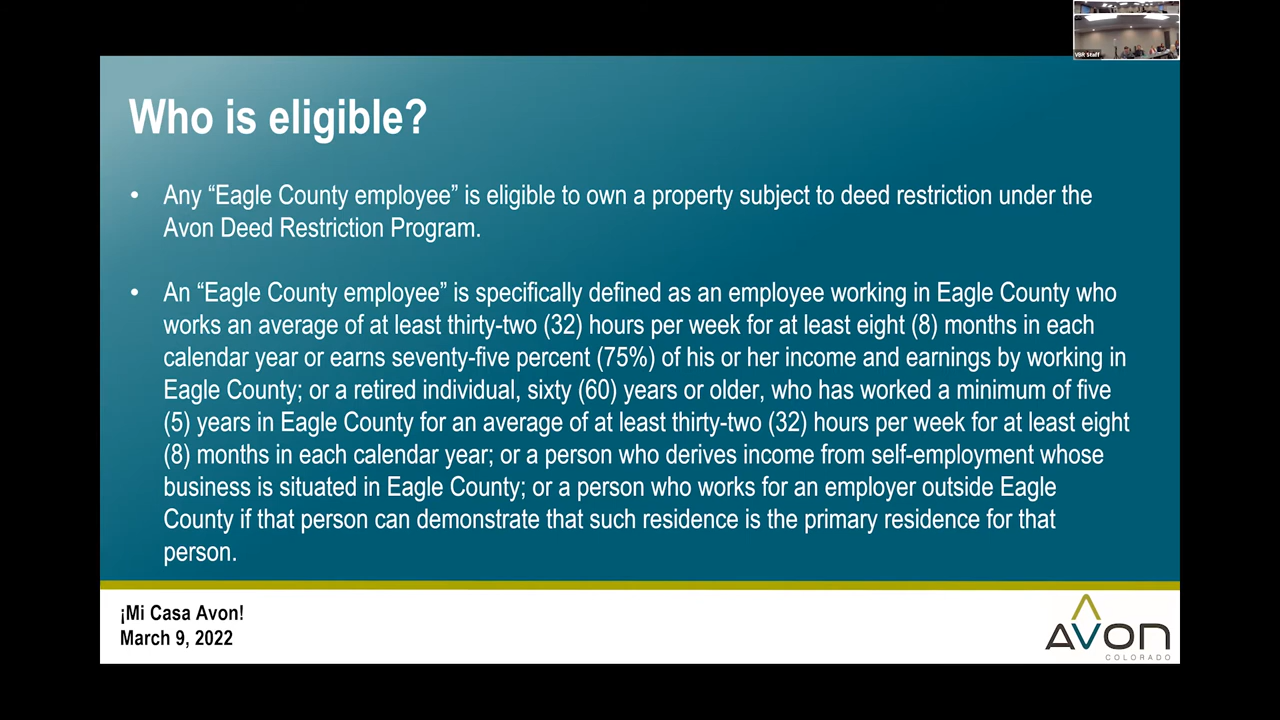 VBR Staff
Who is eligible?
• Any “Eagle County employee” is eligible to own a property subject to deed restriction under the
Avon Deed Restriction Program.
• An “Eagle County employee” is specifically defined as an employee working in Eagle County who
works an average of at least thirty-two (32) hours per week for at least eight (8) months in each
calendar year or earns seventy-five percent (75%) of his or her income and earnings by working in
Eagle County; or a retired individual, sixty (60) years or older, who has worked a minimum of five
(5) years in Eagle County for an average of at least thirty-two (32) hours per week for at least eight
(8) months in each calendar year; or a person who derives income from self-employment whose
business is situated in Eagle County; or a person who works for an employer outside Eagle
County if that person can demonstrate that such residence is the primary residence for that
person.
¡Mi Casa Avon!
March 9, 2022
AVON
COLORADO